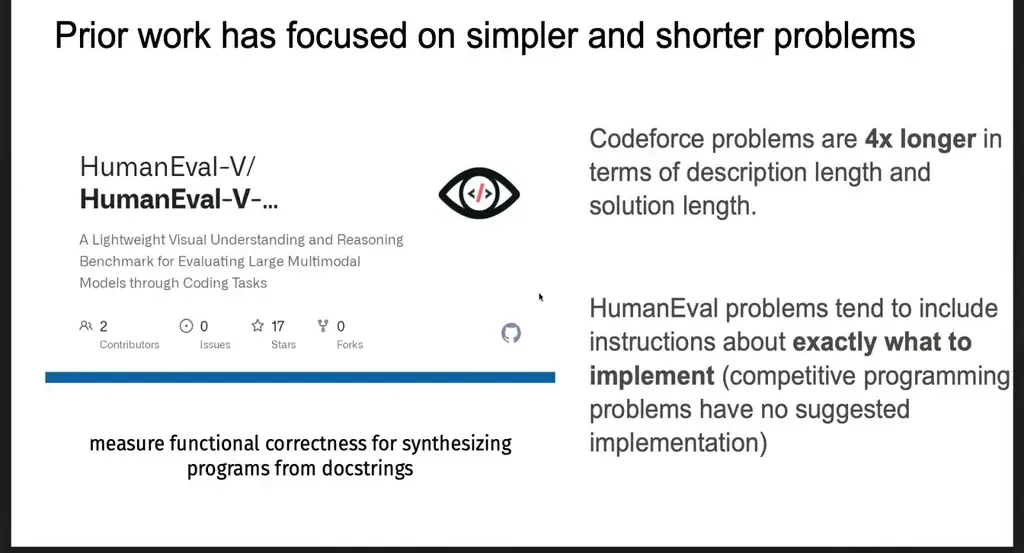 Prior work has focused on simpler and shorter problems
HumanEval-V/
HumanEval-V-...
A Lightweight Visual Understanding and Reasoning
Benchmark for Evaluating Large Multimodal
Models through Coding Tasks
2
Contributors
0
Issues
17
Stars
0
Forks
measure functional correctness for synthesizing
programs from docstrings
Codeforce problems are 4x longer in
terms of description length and
solution length.
HumanEval problems tend to include
instructions about exactly what to
implement (competitive programming
problems have no suggested
implementation)